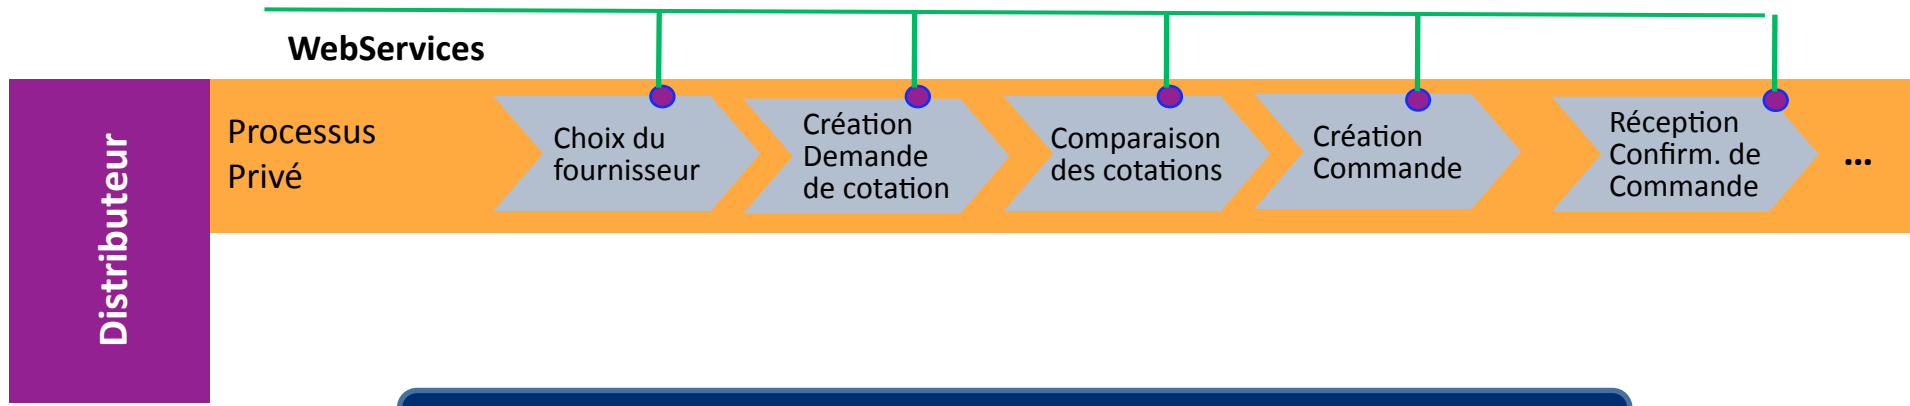 WebServices
Distributeur
Processus
Privé
Choix du
fournisseur
Création
Demande
de cotation
Comparaison
des cotations
Création
Commande
Réception
Confirm. de
Commande
...